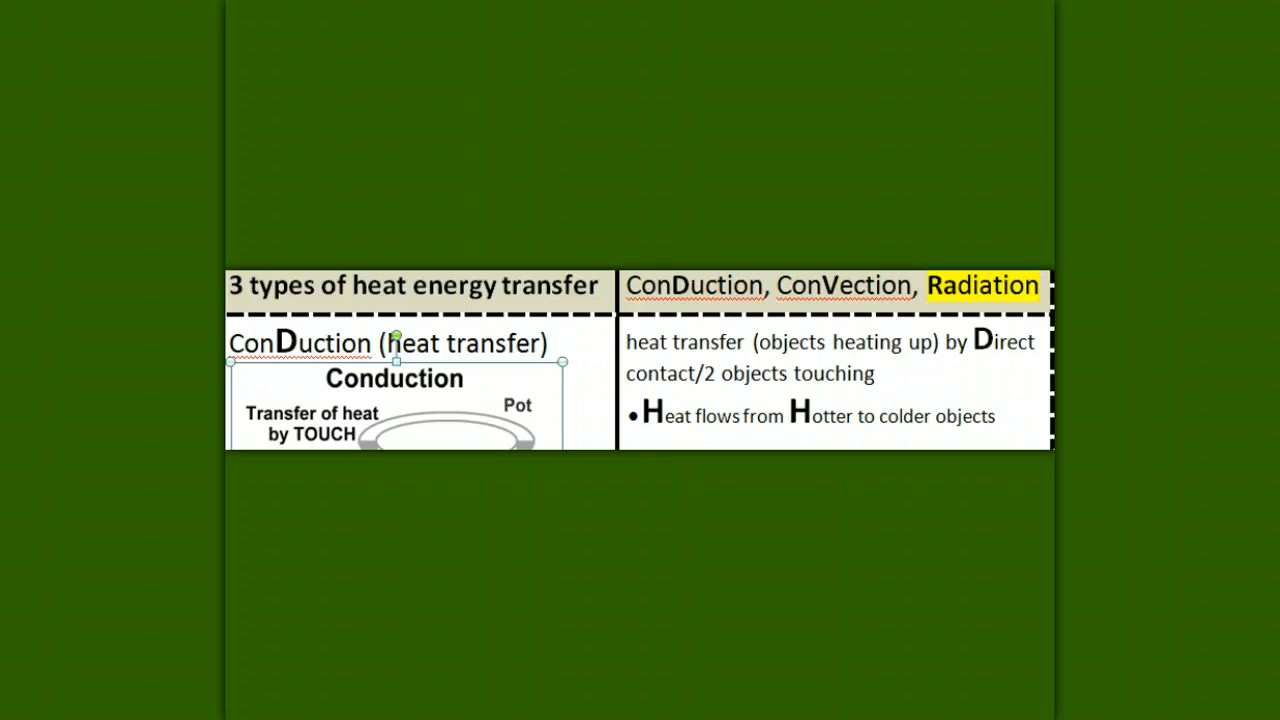 3 types of heat energy transfer
ConDuction, ConVection, Radiation
ConDuction (heat transfer)
Conduction
Transfer of heat
by TOUCH
Pot
heat transfer (objects heating up) by Direct
contact/2 objects touching
• Heat flows from Hotter to colder objects